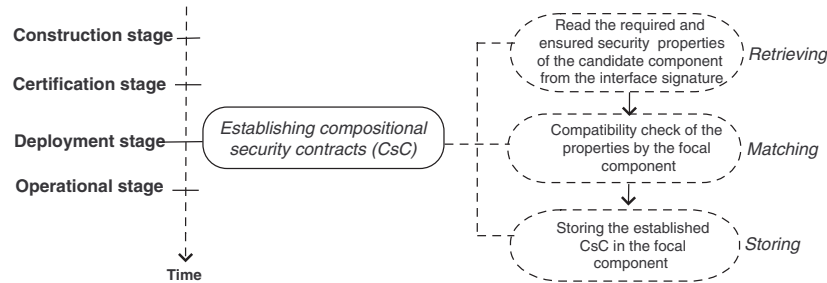 Construction stage
Certification stage
Deployment stage
Operational stage
Time
Establishing compositional
security contracts (CsC)
Read the required and
ensured security properties
of the candidate component
from the interface signature
Retrieving
Compatibility check of the
properties by the focal
component
Matching
Storing the established
CsC in the focal
component
Storing